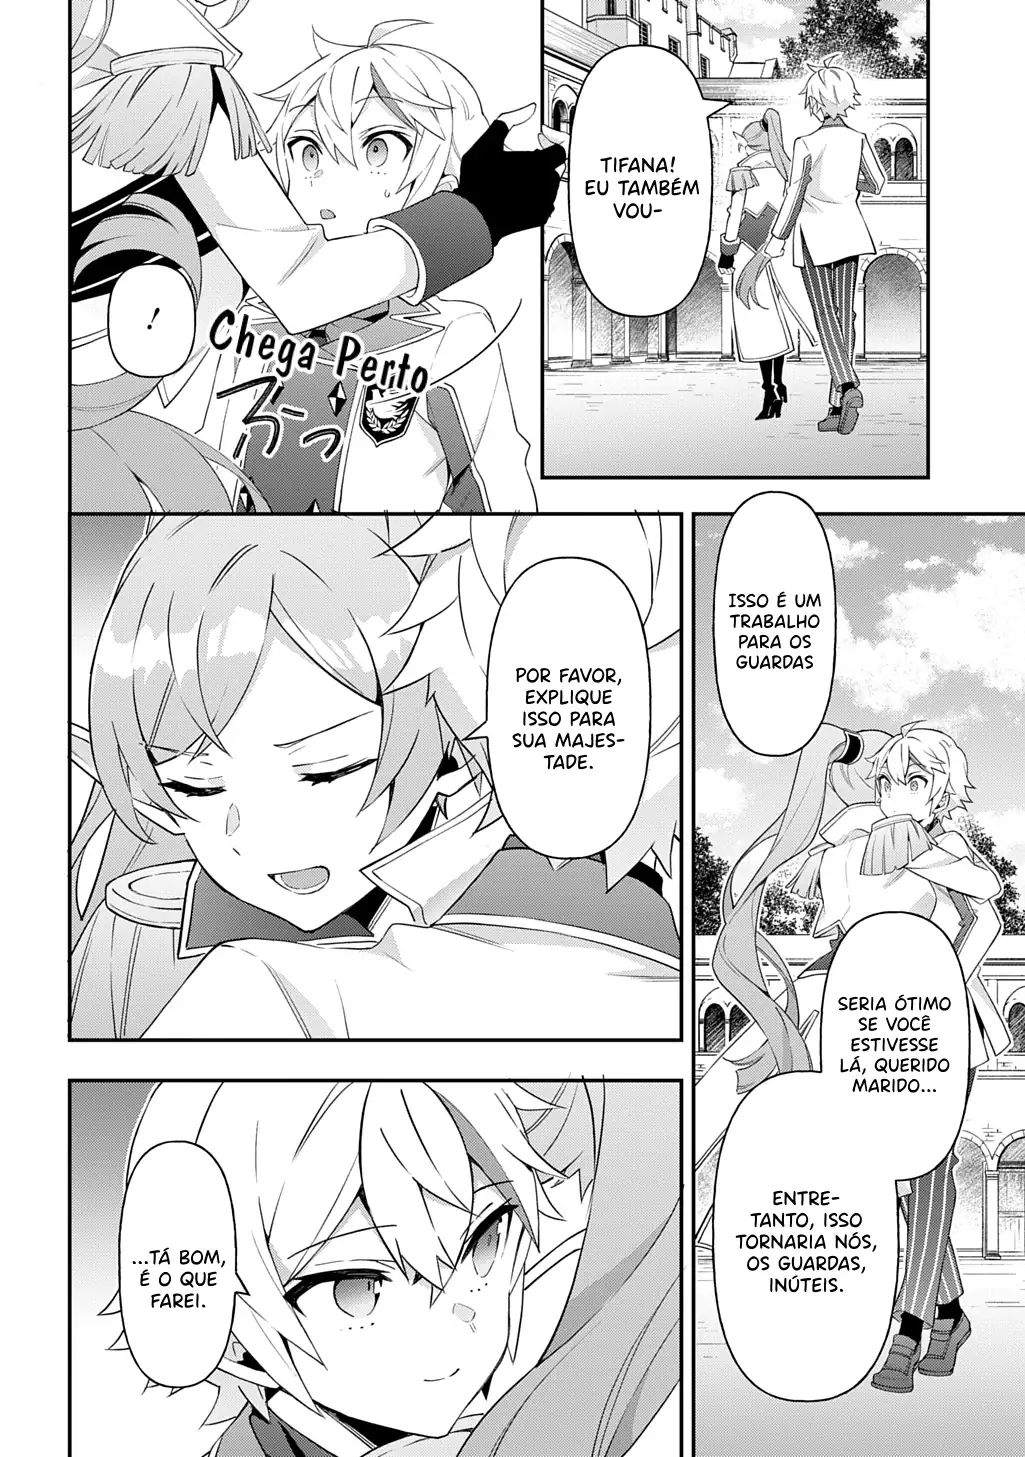 TIFANA!
EU TAMBÉM
VOU-
!
Chega Perto
ふーっ
ISSO É UM
TRABALHO
PARA OS
GUARDAS
SERIA ÓTIMO
SE VOCÊ
ESTIVESSE
LÁ, QUERIDO
MARIDO...
ENTRE-
TANTO, ISSO
TORNARIA NÓS,
OS GUARDAS,
INÚTEIS.
POR FAVOR,
EXPLIQUE
ISSO PARA
SUA MAJES-
TADE.
...TÁ BOM,
É O QUE
FAREI.